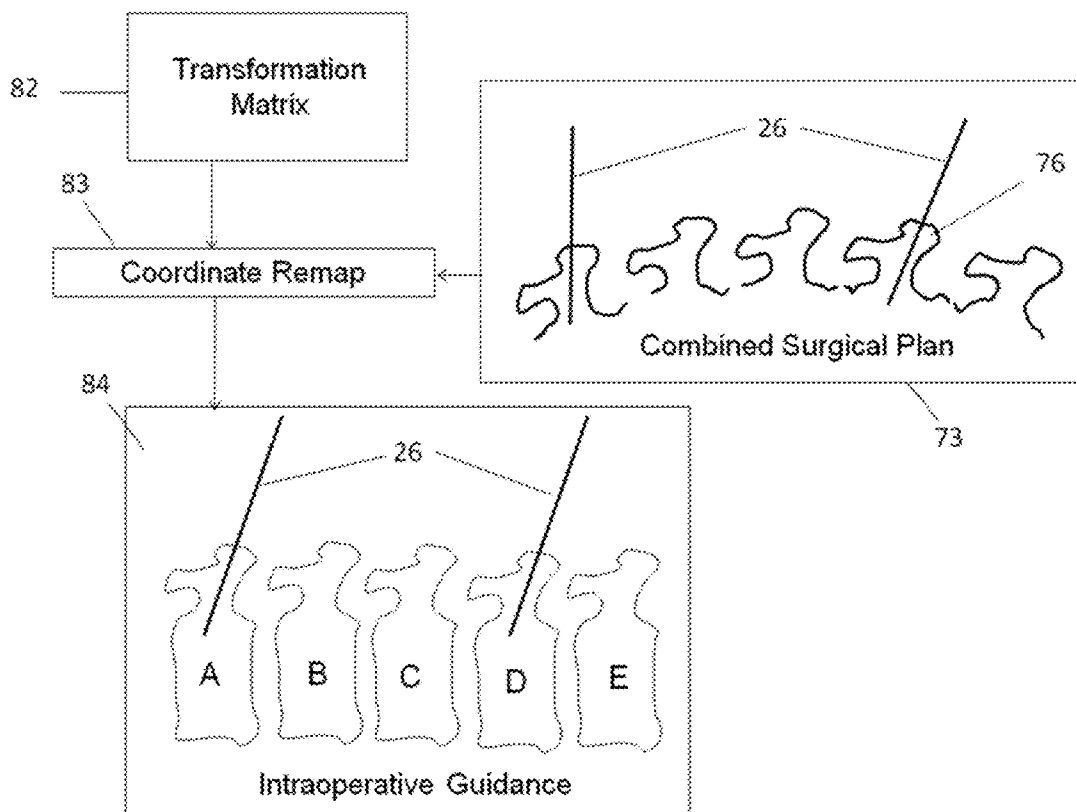 Transformation
Matrix
82
83
Coordinate Remap
26
76
Combined Surgical Plan
73
84
26
A B C D E
Intraoperative Guidance